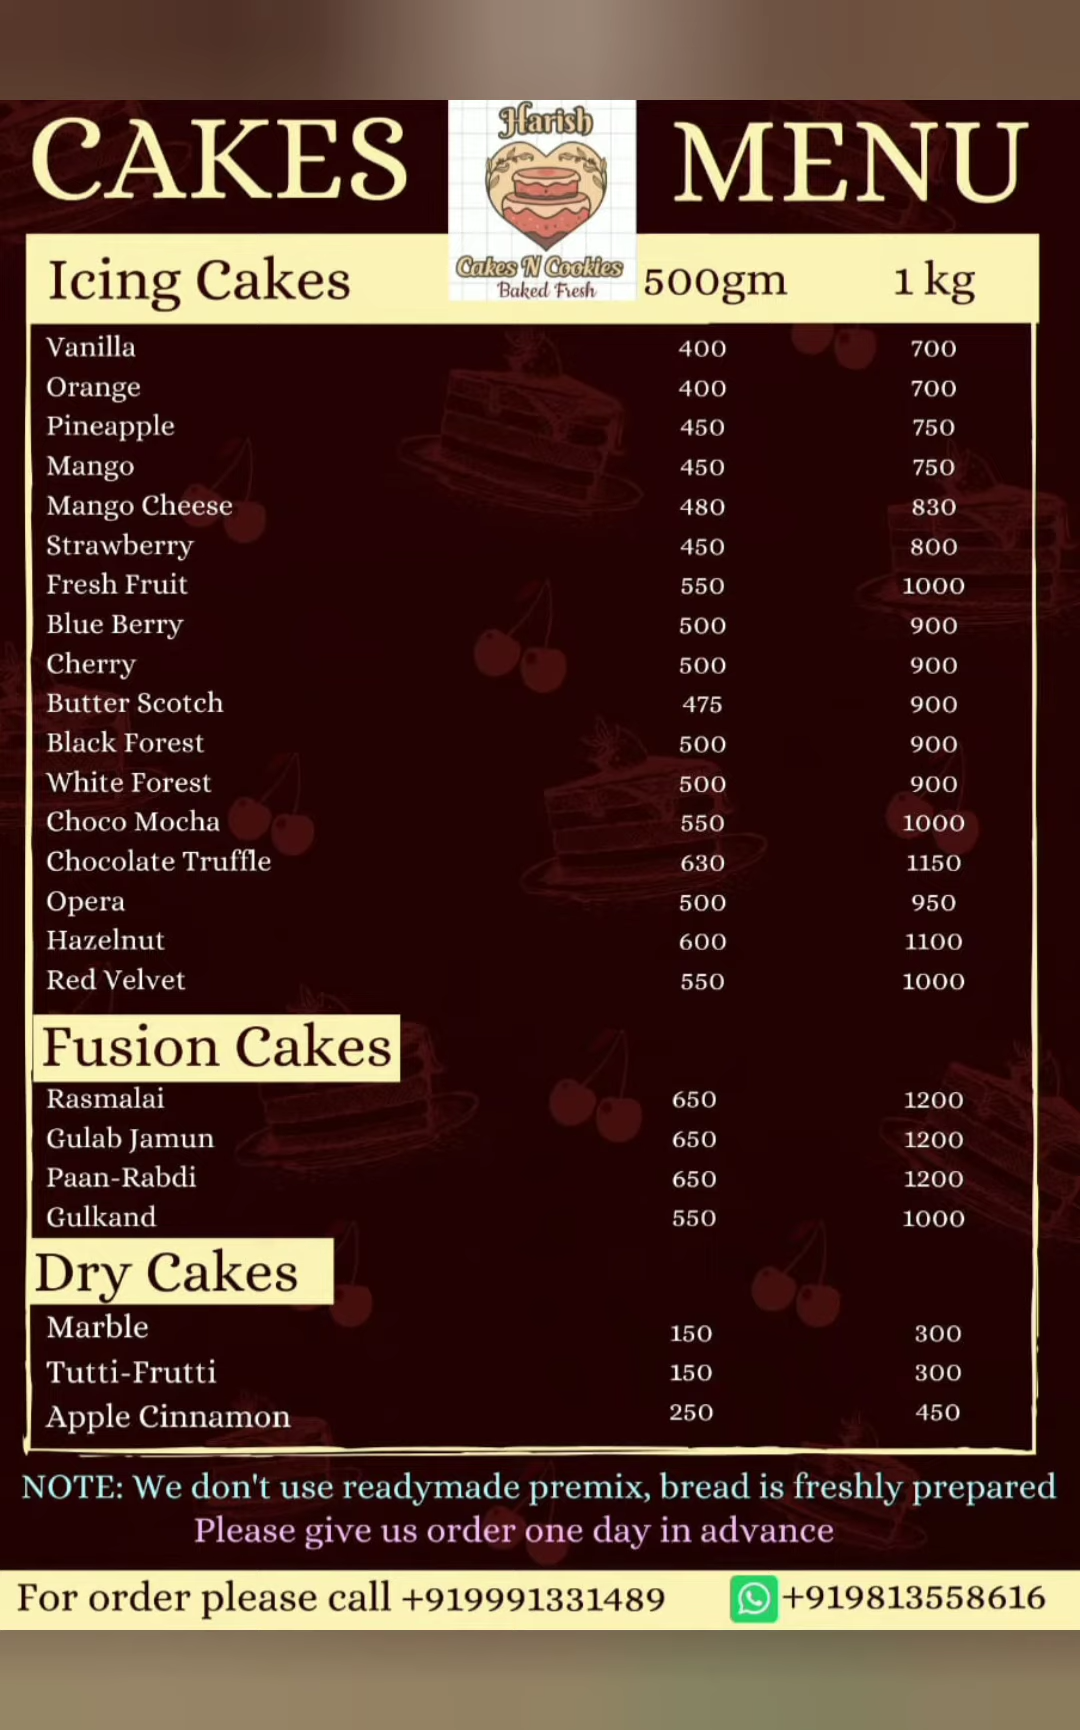 CAKES MENU
Harish
Cakes N Cookies
Baked Fresh
Icing Cakes 500gm 1 kg
Vanilla 400 700
Orange 400 700
Pineapple 450 750
Mango 450 750
Mango Cheese 480 830
Strawberry 450 800
Fresh Fruit 550 1000
Blue Berry 500 900
Cherry 500 900
Butter Scotch 475 900
Black Forest 500 900
White Forest 500 900
Choco Mocha 550 1000
Chocolate Truffle 630 1150
Opera 500 950
Hazelnut 600 1100
Red Velvet 550 1000
Fusion Cakes
Rasmalai 650 1200
Gulab Jamun 650 1200
Paan-Rabdi 650 1200
Gulkand 550 1000
Dry Cakes
Marble 150 300
Tutti-Frutti 150 300
Apple Cinnamon 250 450
NOTE: We don't use readymade premix, bread is freshly prepared
Please give us order one day in advance
For order please call +919991331489 +919813558616